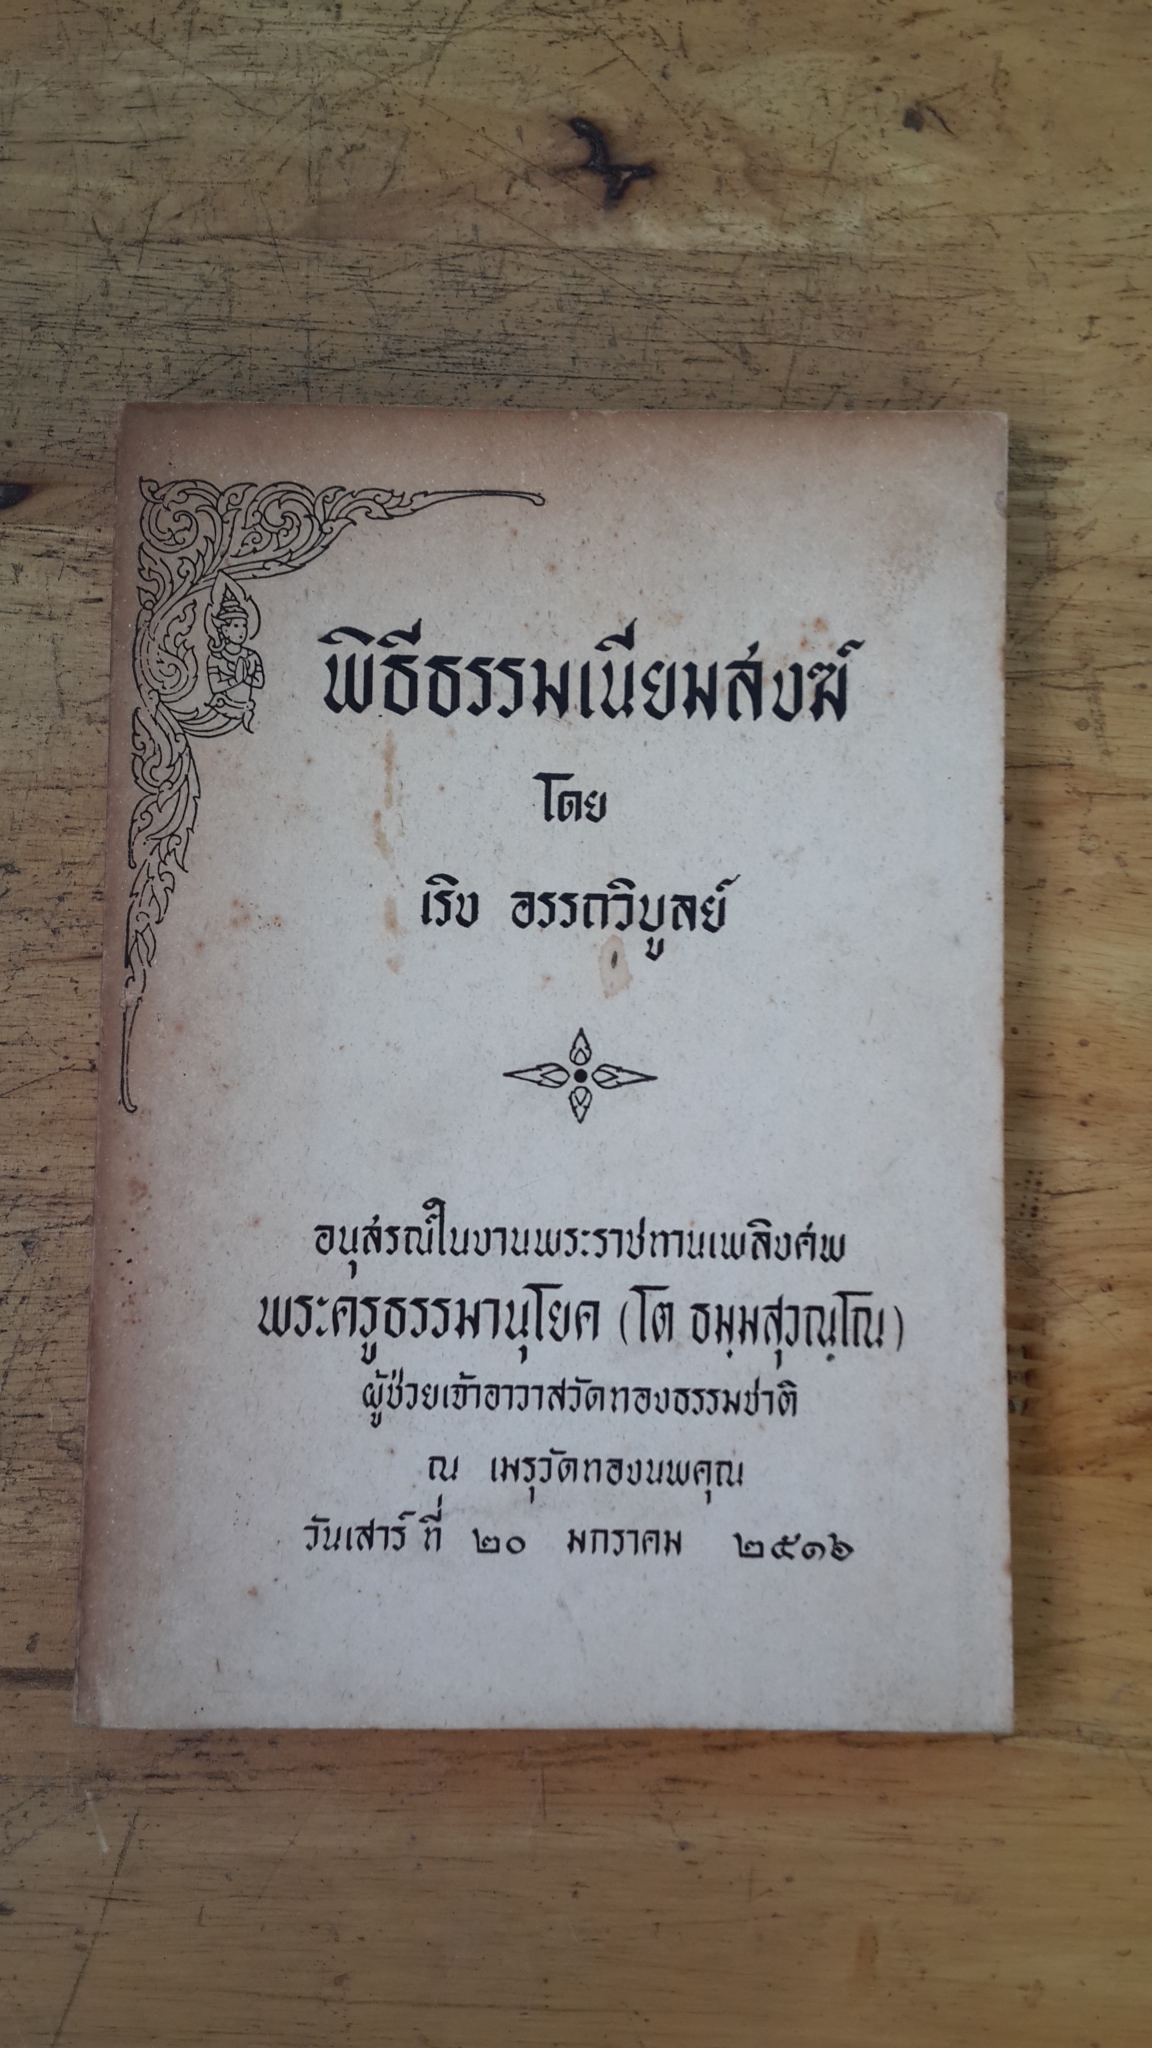 พิธีธรรมเนียมสงฆ์
โดย
เริง อรรถวิบูลย์
อนุสรณ์ในงานพระราชทานเพลิงศพ
พระครูธรรมานุโยค (โต ธมฺมสุวณฺโณ)
ผู้ช่วยเจ้าอาวาสวัดทองธรรมชาติ
ณ เมรุวัดทองนพคุณ
วันเสาร์ ที่ ๒๐ มกราคม ๒๕๑๖